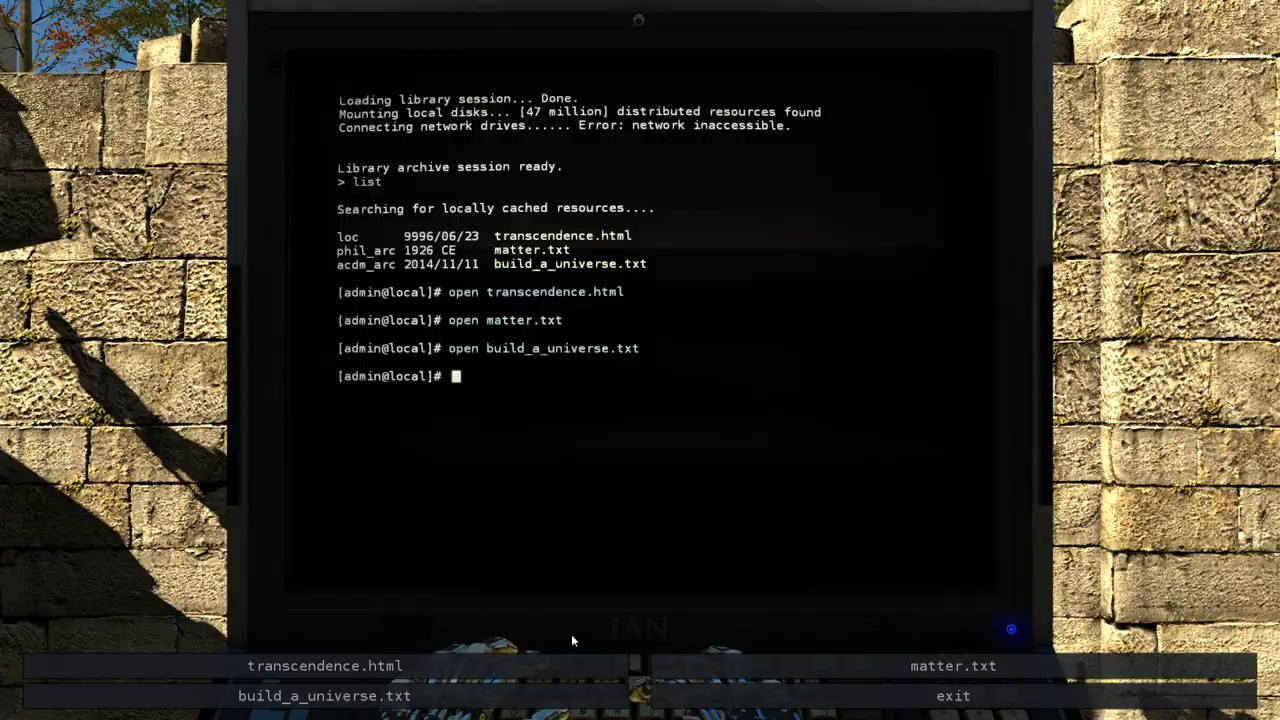 Loading library session... Done.
Mounting local disks... [47 million] distributed resources found
Connecting network drives...... Error: network inaccessible.
Library archive session ready.
> list
Searching for locally cached resources....
loc 9996/06/23 transcendence.html
phil_arc 1926 CE matter.txt
acdm_arc 2014/11/11 build_a_universe.txt
[admin@local]# open transcendence.html
[admin@local]# open matter.txt
[admin@local]# open build_a_universe.txt
[admin@local]#
IAN
transcendence.html matter.txt
build_a_universe.txt exit